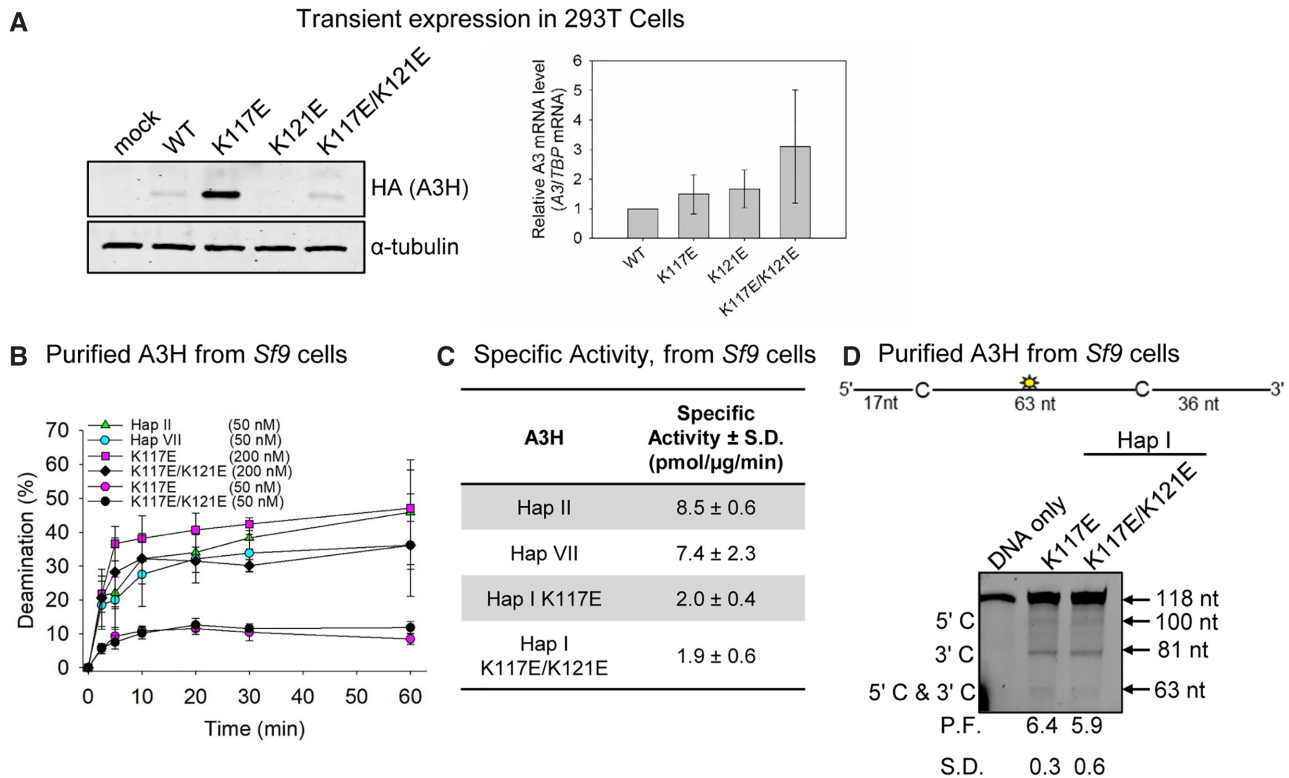 A
Transient expression in 293T Cells
mock
WT
K117E
K121E
K117E/K121E
HA (A3H)
α-tubulin
Relative A3 mRNA level
(A3/TBP mRNA)
6
5
4
3
2
1
0
WT
K117E
K121E
K117E/K121E
B Purified A3H from Sf9 cells
Deamination (%)
70
60
50
40
30
20
10
0
Hap II (50 nM)
Hap VII (50 nM)
K117E (200 nM)
K117E/K121E (200 nM)
K117E (50 nM)
K117E/K121E (50 nM)
0 10 20 30 40 50 60
Time (min)
C Specific Activity, from Sf9 cells
A3H
Specific
Activity ± S.D.
(pmol/µg/min)
Hap II 8.5 ± 0.6
Hap VII 7.4 ± 2.3
Hap I K117E 2.0 ± 0.4
Hap I
K117E/K121E
1.9 ± 0.6
D Purified A3H from Sf9 cells
5' C C 3'
17nt 63 nt 36 nt
Hap I
DNA only
K117E
K117E/K121E
118 nt
5' C 100 nt
3' C 81 nt
5' C & 3' C 63 nt
P.F. 6.4 5.9
S.D. 0.3 0.6